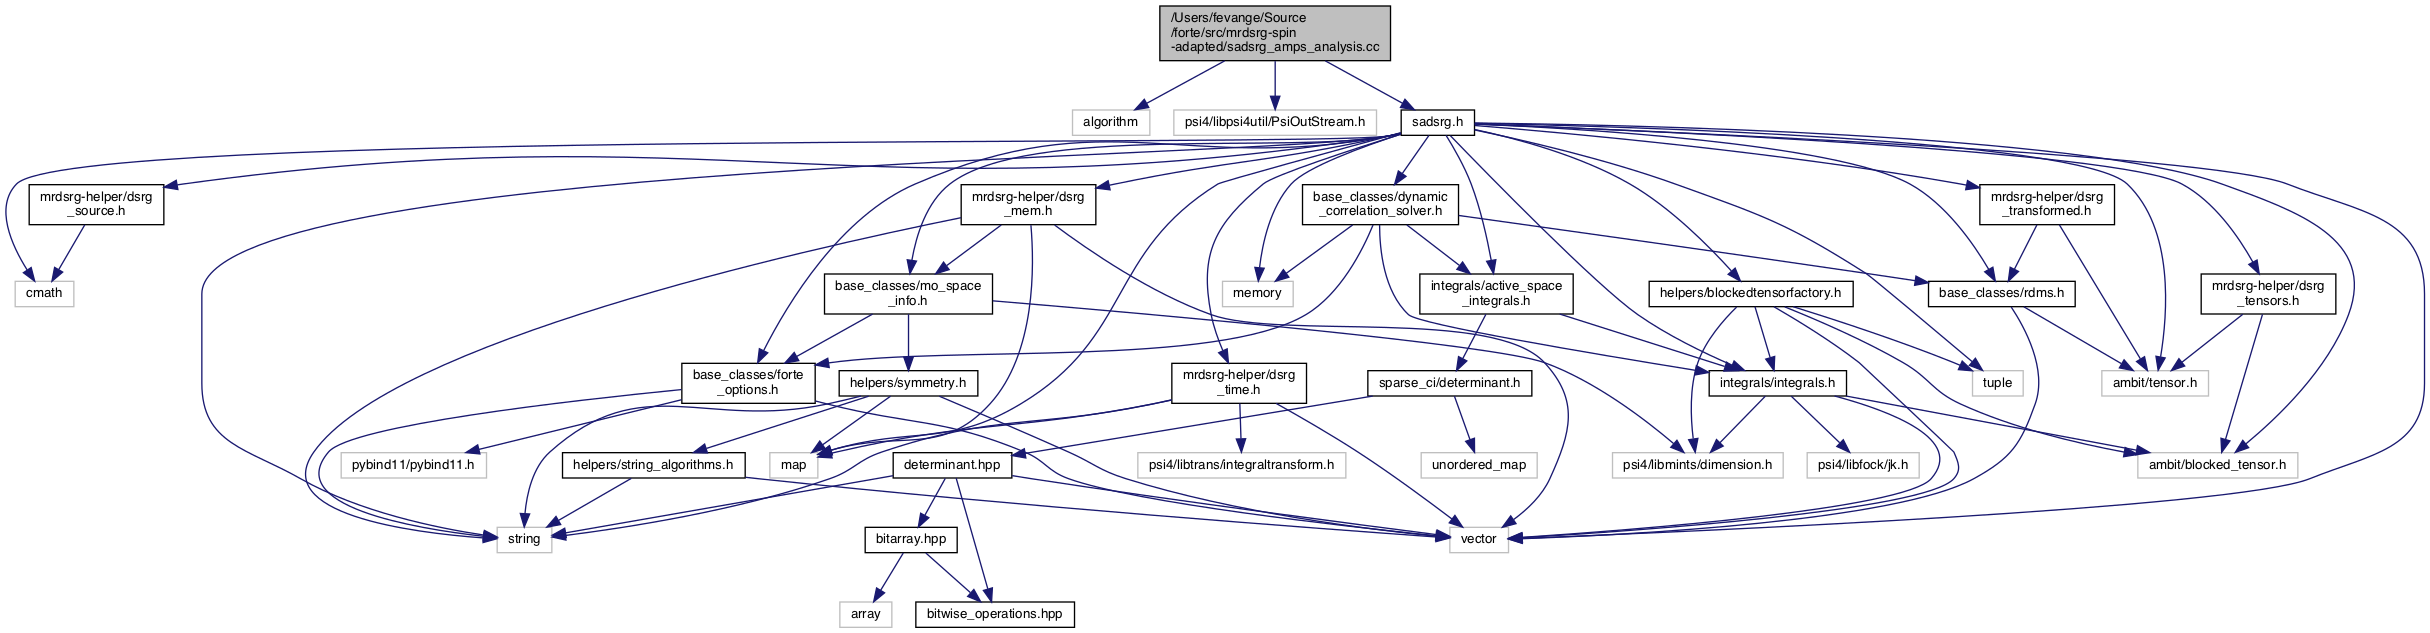 /Users/fevange/Source
/forte/src/mrdsrg-spin
-adapted/sadsrg_amps_analysis.cc
algorithm
psi4/libpsi4util/PsiOutStream.h
sadsrg.h
mrdsrg-helper/dsrg
_source.h
mrdsrg-helper/dsrg
_mem.h
base_classes/dynamic
_correlation_solver.h
mrdsrg-helper/dsrg
_transformed.h
cmath
base_classes/mo_space
_info.h
memory
integrals/active_space
_integrals.h
helpers/blockedtensorfactory.h
base_classes/rdms.h
mrdsrg-helper/dsrg
_tensors.h
base_classes/forte
_options.h
helpers/symmetry.h
mrdsrg-helper/dsrg
_time.h
sparse_ci/determinant.h
integrals/integrals.h
tuple
ambit/tensor.h
pybind11/pybind11.h
helpers/string_algorithms.h
map
determinant.hpp
psi4/libtrans/integraltransform.h
unordered_map
psi4/libmints/dimension.h
psi4/libfock/jk.h
ambit/blocked_tensor.h
string
bitarray.hpp
vector
array
bitwise_operations.hpp